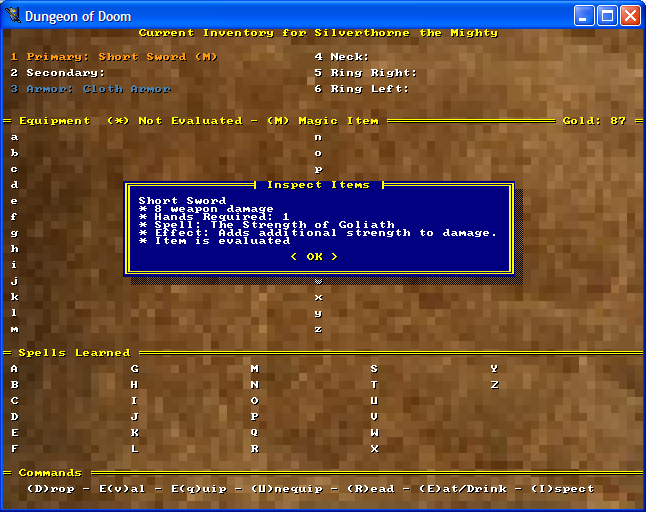 Dungeon of Doom
Current Inventory for Silverthorne the Mighty
1 Primary: Short Sword (M)
4 Neck:
2 Secondary:
5 Ring Right:
3 Armor: Cloth Armor
6 Ring Left:
Equipment (*) Not Evaluated - (M) Magic Item
Gold: 87
a n
b o
c p
d
e
f
g
h
i
j w
k x
l y
m z
Inspect Items
Short Sword
* 8 weapon damage
* Hands Required: 1
* Spell: The Strength of Goliath
* Effect: Adds additional strength to damage.
* Item is evaluated
< OK >
Spells Learned
A G M S Y
B H N T Z
C I O U
D J P V
E K Q W
F L R X
Commands
(D)rop - E(v)al - E(q)uip - (U)nequip - (R)ead - (E)at/Drink - (I)spect